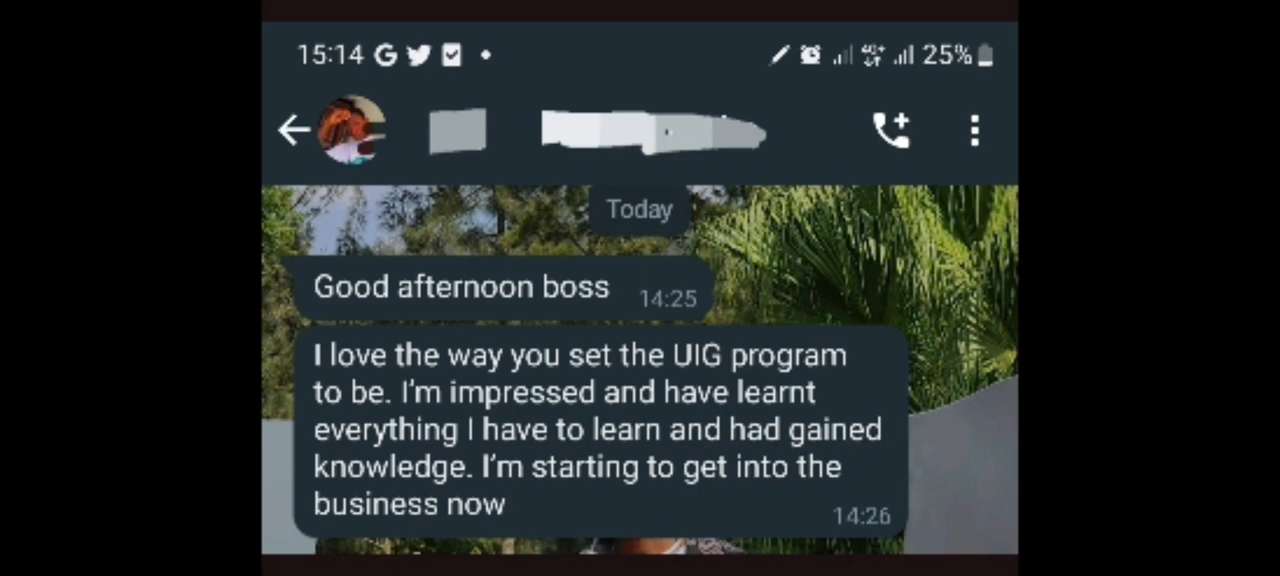 15:14 G 25%
Today
Good afternoon boss 14:25
I love the way you set the UIG program
to be. I'm impressed and have learnt
everything I have to learn and had gained
knowledge. I'm starting to get into the
business now
14:26